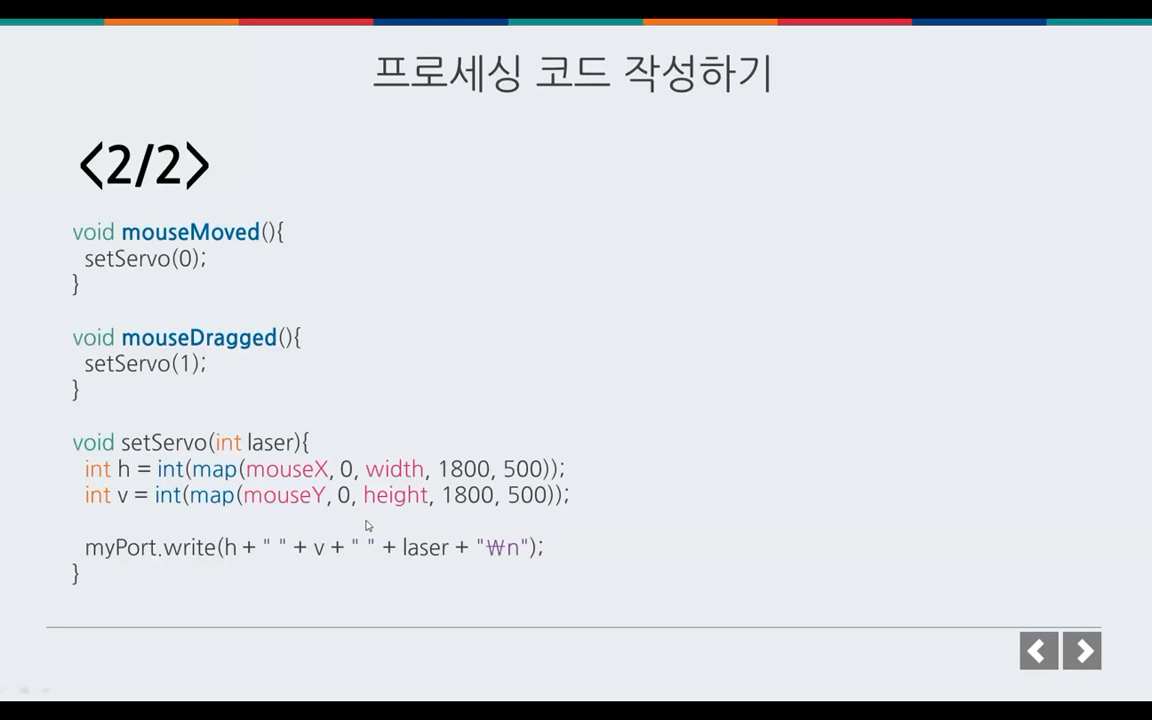 프로세싱 코드 작성하기
<2/2>
void mouseMoved(){
setServo(0);
}
void mouseDragged(){
setServo(1);
}
void setServo(int laser){
int h = int(map(mouseX, 0, width, 1800, 500));
int v = int(map(mouseY, 0, height, 1800, 500));
myPort.write(h + " " + v + " " + laser + "₩n");
}